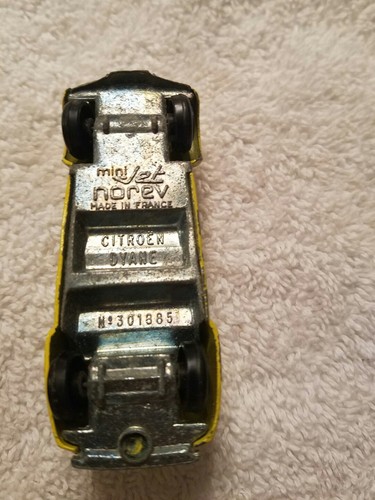 mini Jet
norev
MADE IN FRANCE
CITROËN
DYANE
Nº301885